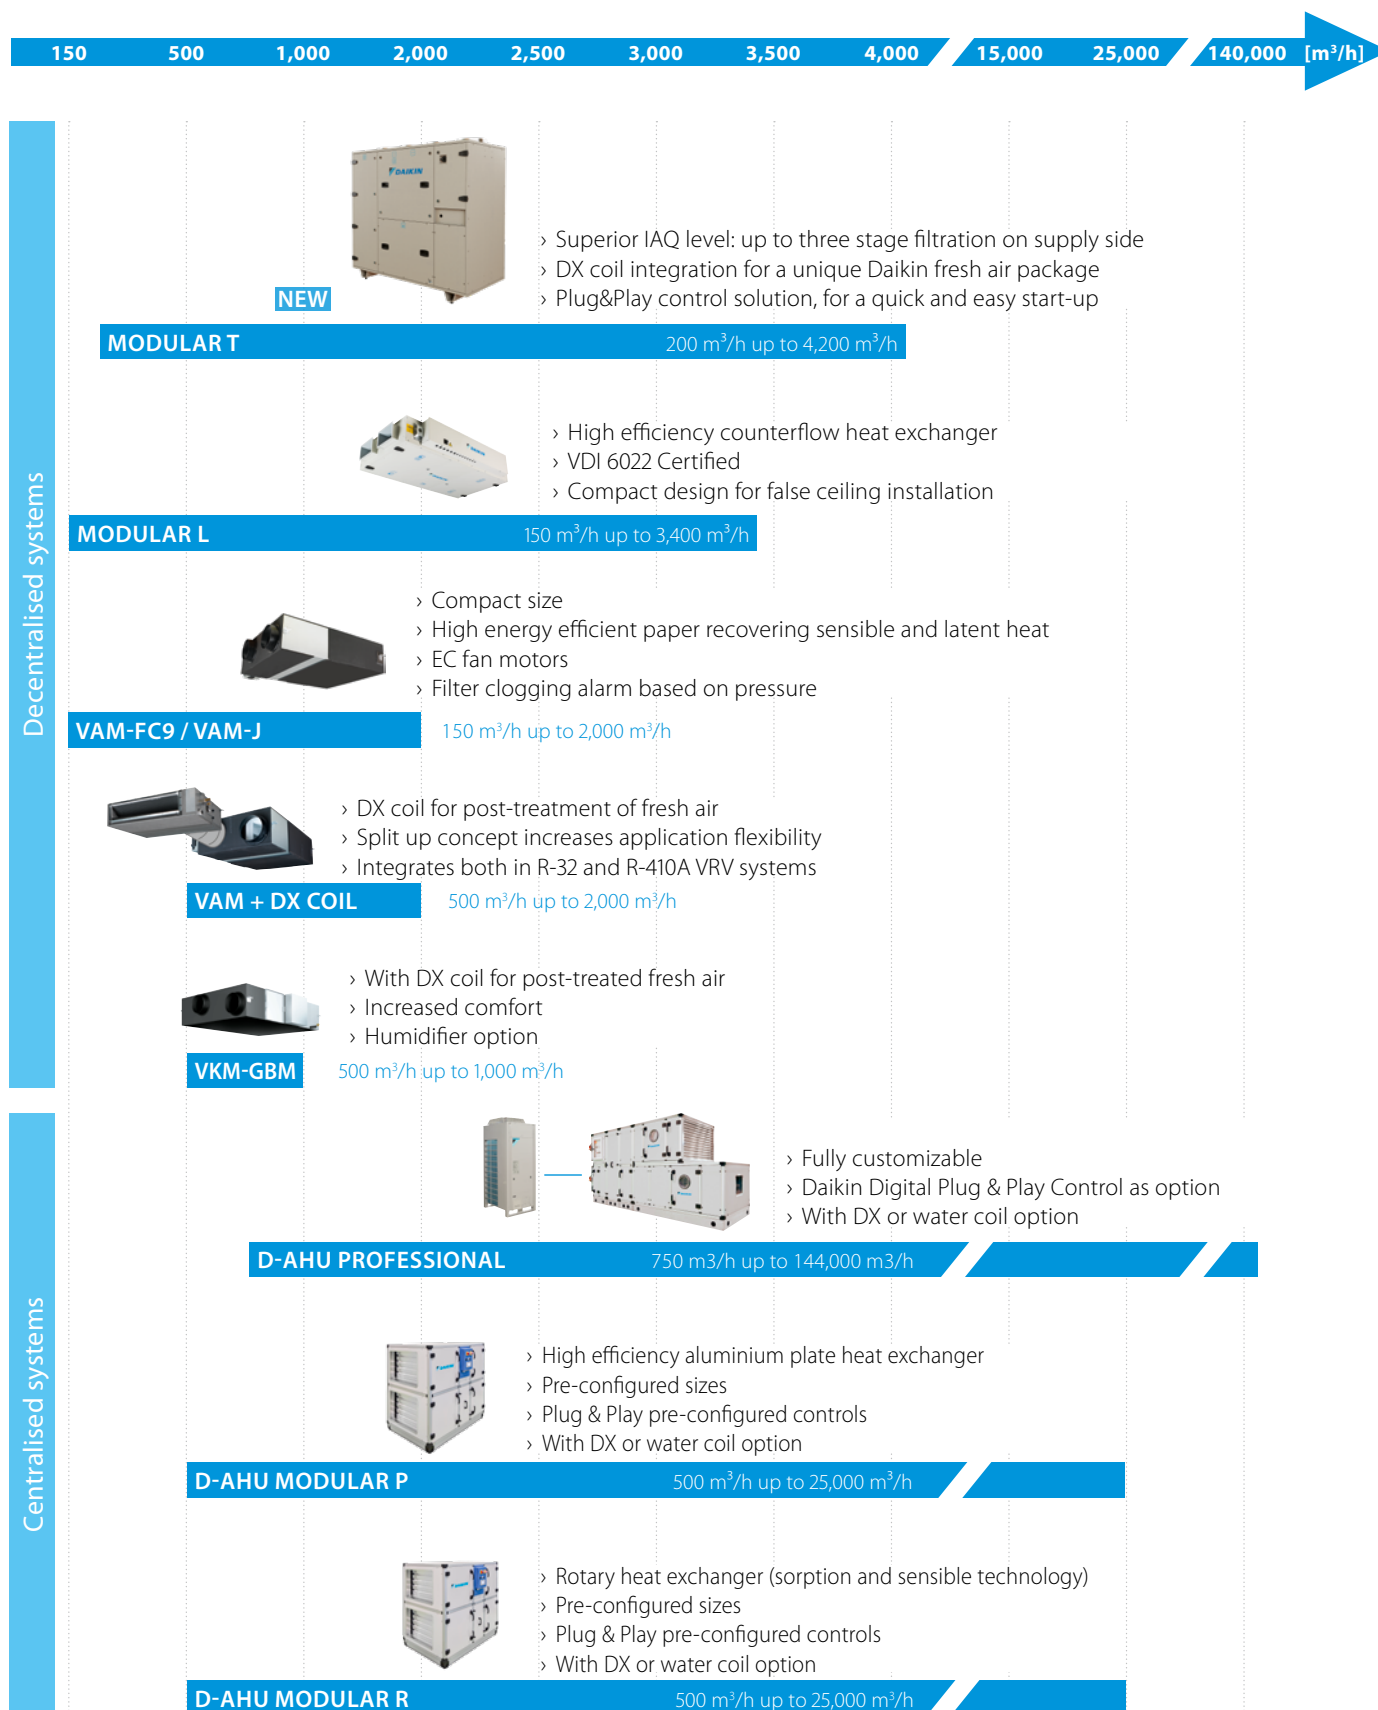 150 500 1,000 2,000 2,500 3,000 3,500 4,000 15,000 25,000 140,000 [m³/h]
Decentralised systems
DAIKIN
› Superior IAQ level: up to three stage filtration on supply side
› DX coil integration for a unique Daikin fresh air package
› Plug&Play control solution, for a quick and easy start-up
NEW
MODULAR T 200 m³/h up to 4,200 m³/h
› High efficiency counterflow heat exchanger
› VDI 6022 Certified
› Compact design for false ceiling installation
MODULAR L 150 m³/h up to 3,400 m³/h
› Compact size
› High energy efficient paper recovering sensible and latent heat
› EC fan motors
› Filter clogging alarm based on pressure
VAM-FC9 / VAM-J 150 m³/h up to 2,000 m³/h
› DX coil for post-treatment of fresh air
› Split up concept increases application flexibility
› Integrates both in R-32 and R-410A VRV systems
VAM + DX COIL 500 m³/h up to 2,000 m³/h
› With DX coil for post-treated fresh air
› Increased comfort
› Humidifier option
VKM-GBM 500 m³/h up to 1,000 m³/h
Centralised systems
› Fully customizable
› Daikin Digital Plug & Play Control as option
› With DX or water coil option
D-AHU PROFESSIONAL 750 m3/h up to 144,000 m3/h
› High efficiency aluminium plate heat exchanger
› Pre-configured sizes
› Plug & Play pre-configured controls
› With DX or water coil option
D-AHU MODULAR P 500 m³/h up to 25,000 m³/h
› Rotary heat exchanger (sorption and sensible technology)
› Pre-configured sizes
› Plug & Play pre-configured controls
› With DX or water coil option
D-AHU MODULAR R 500 m³/h up to 25,000 m³/h